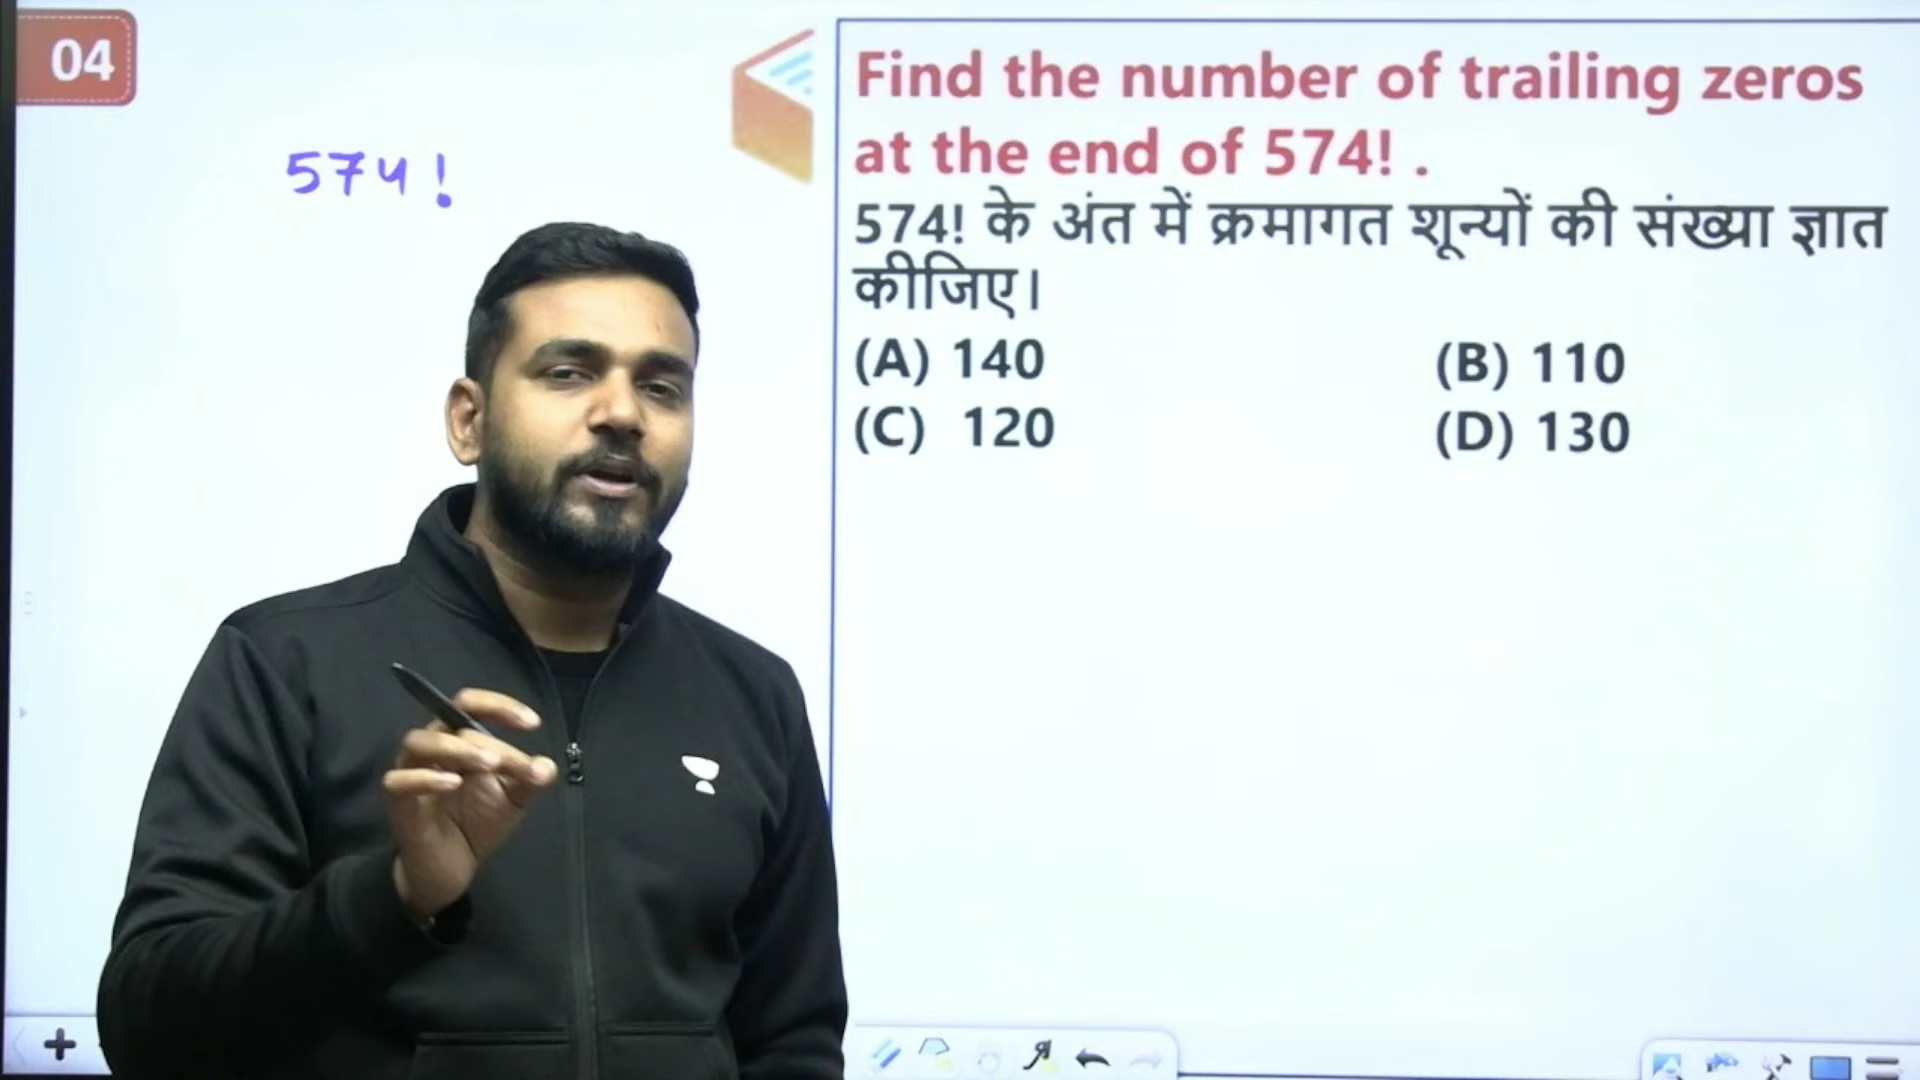 04
574!
Find the number of trailing zeros
at the end of 574! .
574! के अंत में क्रमागत शून्यों की संख्या ज्ञात
कीजिए।
(A) 140 (B) 110
(C) 120 (D) 130